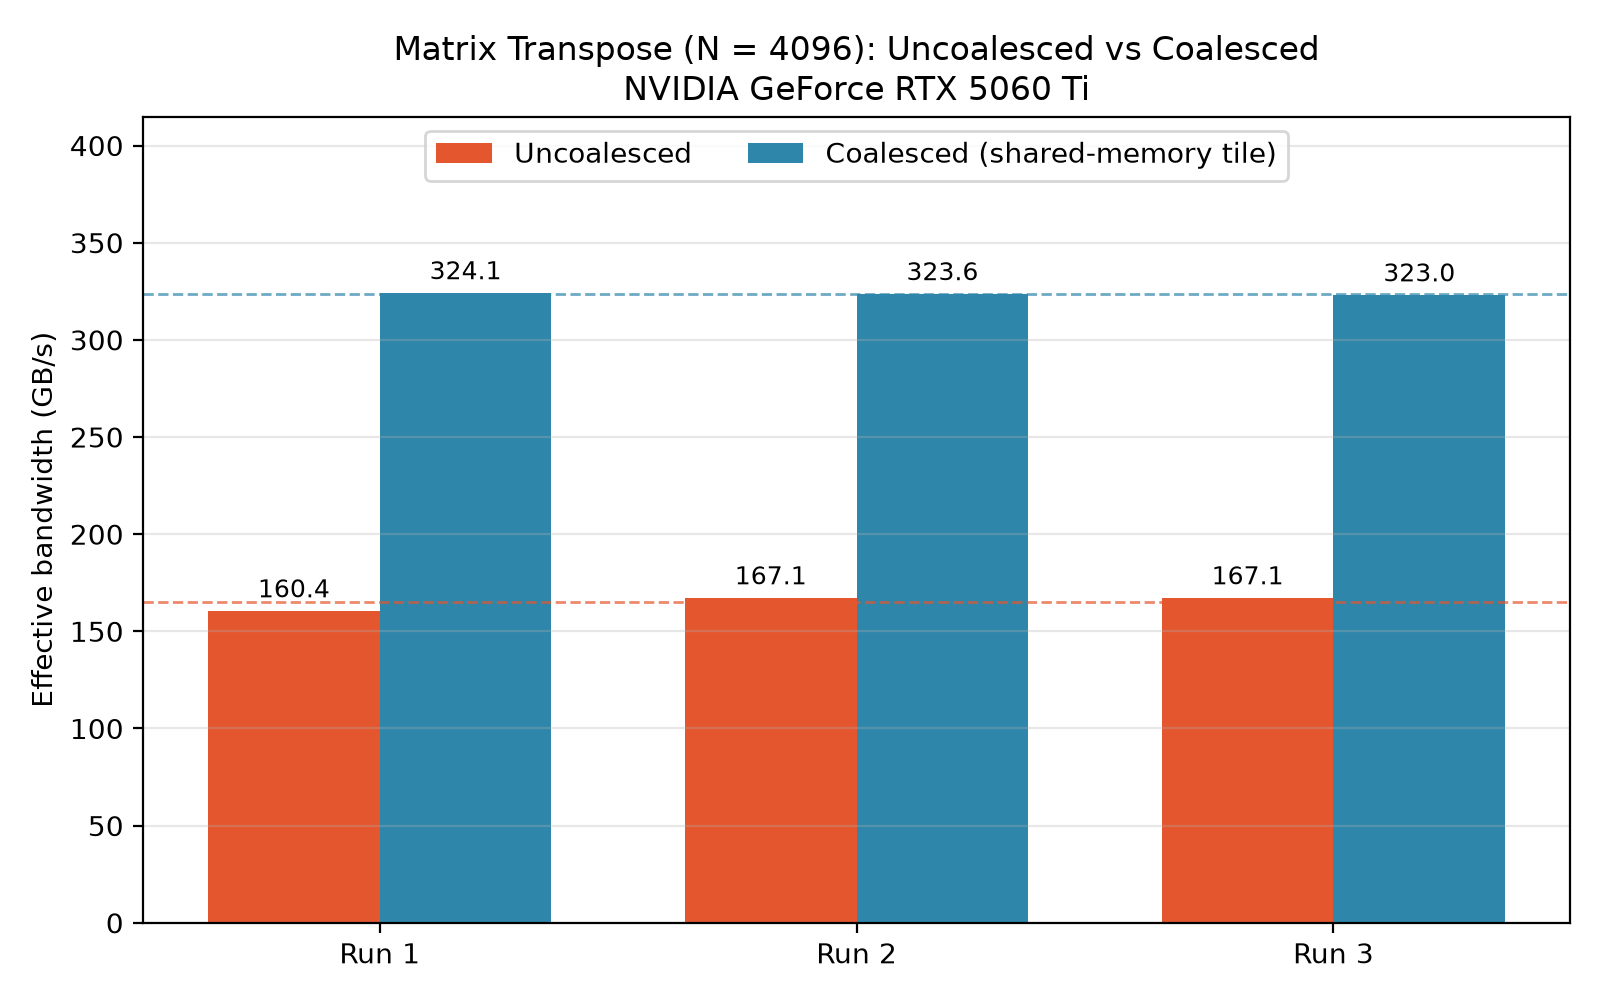 Matrix Transpose (N = 4096): Uncoalesced vs Coalesced
NVIDIA GeForce RTX 5060 Ti
Uncoalesced
Coalesced (shared-memory tile)
Effective bandwidth (GB/s)
400
350
300
250
200
150
100
50
0
160.4
324.1
167.1
323.6
167.1
323.0
Run 1
Run 2
Run 3